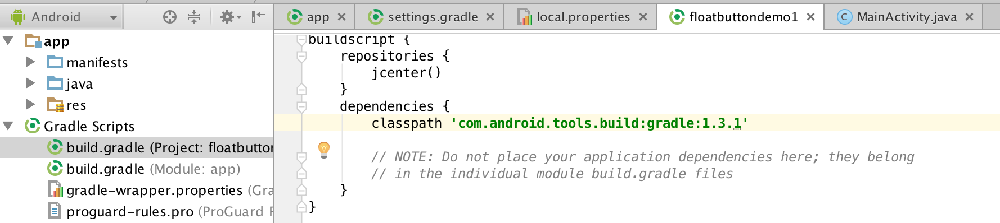 Android
app
manifests
java
res
Gradle Scripts
build.gradle (Project: floatbuttor
build.gradle (Module: app)
gradle-wrapper.properties (Gra
proguard-rules.pro (ProGuard R
app settings.gradle local.properties floatbuttondemo1 C MainActivity.java
buildscript {
repositories {
jcenter()
}
dependencies {
classpath 'com.android.tools.build:gradle:1.3.1'
// NOTE: Do not place your application dependencies here; they belong
// in the individual module build.gradle files
}
}